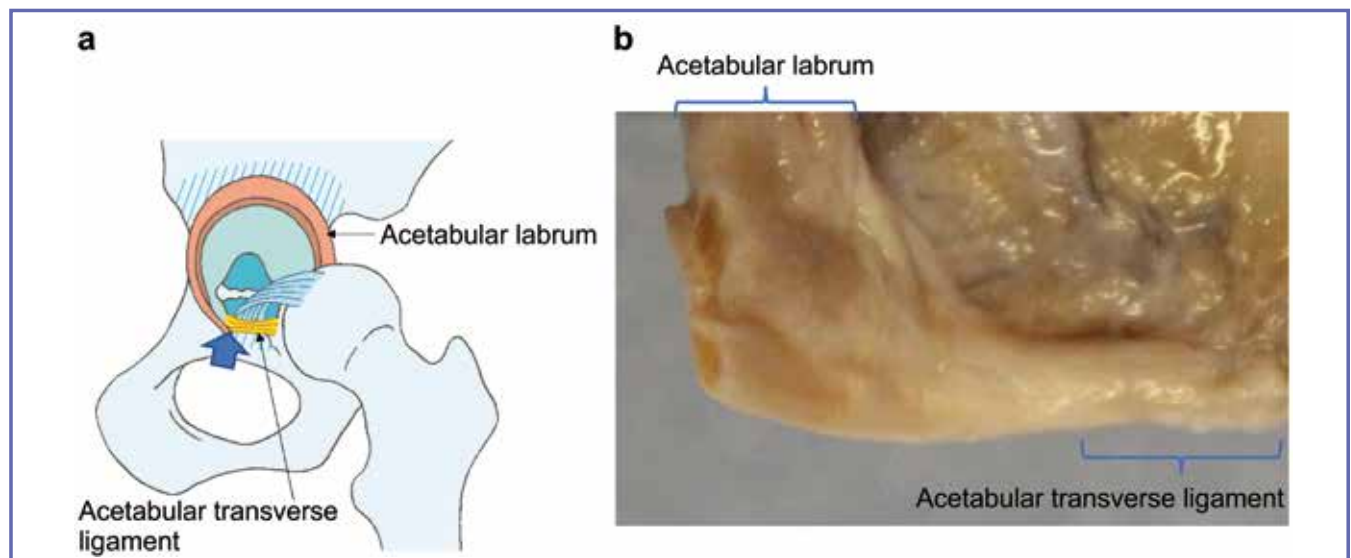 a
Acetabular labrum
Acetabular transverse
ligament
b
Acetabular labrum
Acetabular transverse ligament